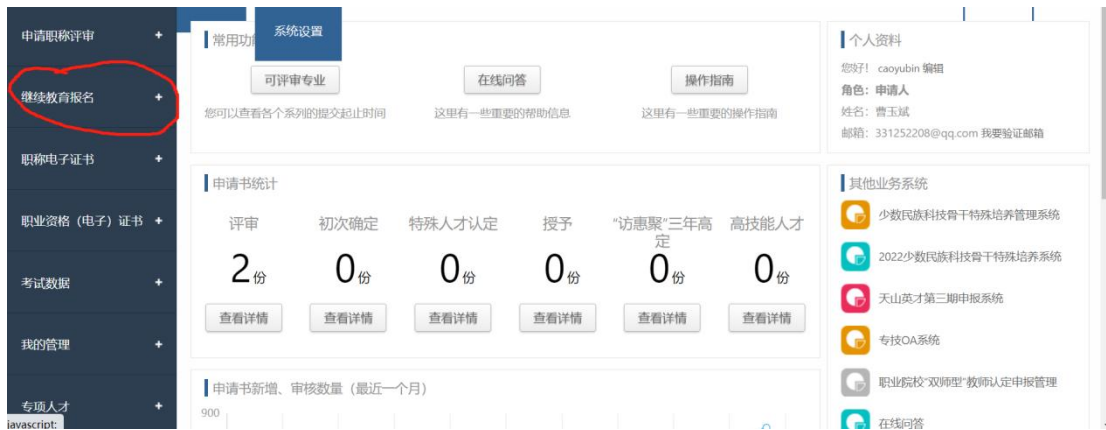 申请职称评审 +
继续教育报名 +
职称电子证书 +
职业资格（电子）证书 +
考试数据 +
我的管理 +
专项人才 +
javascript:
系统设置
常用功
可评审专业
在线问答
操作指南
您可以查看各个系列的提交起止时间
这里有一些重要的帮助信息
这里有一些重要的操作指南
申请书统计
评审
初次确定
特殊人才认定
授予
“访惠聚”三年高
定
高技能人才
2份
0份
0份
0份
0份
0份
查看详情
查看详情
查看详情
查看详情
查看详情
查看详情
申请书新增、审核数量（最近一个月）
900
个人资料
您好！ caoyubin 编辑
角色：申请人
姓名：曹玉斌
邮箱：331252208@qq.com 我要验证邮箱
其他业务系统
少数民族科技骨干特殊培养管理系统
2022少数民族科技骨干特殊培养系统
天山英才第三期申报系统
专技OA系统
职业院校“双师型”教师认定申报管理
在线问答